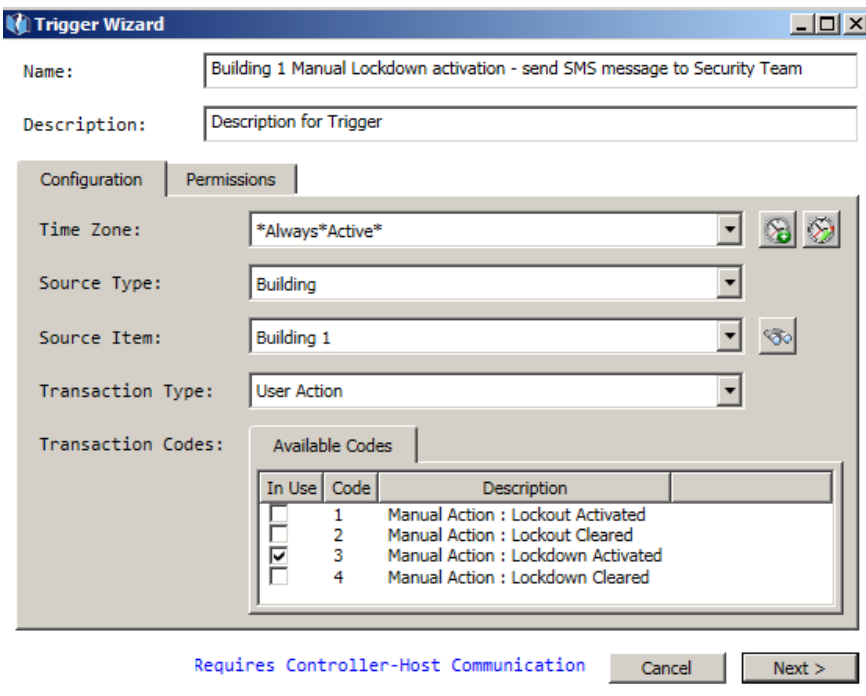 Trigger Wizard
Name: Building 1 Manual Lockdown activation - send SMS message to Security Team
Description: Description for Trigger
Configuration Permissions
Time Zone: *Always*Active*
Source Type: Building
Source Item: Building 1
Transaction Type: User Action
Transaction Codes: Available Codes
In Use Code Description
1 Manual Action : Lockout Activated
2 Manual Action : Lockout Cleared
3 Manual Action : Lockdown Activated
4 Manual Action : Lockdown Cleared
Requires Controller-Host Communication Cancel Next >